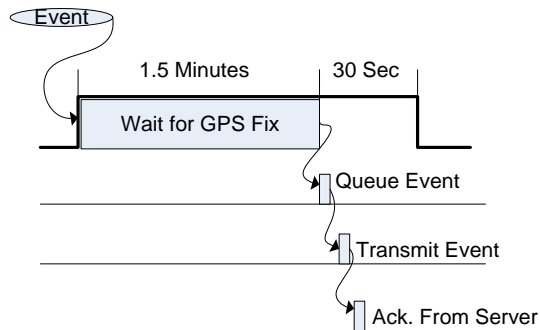 Event
1.5 Minutes
30 Sec
Wait for GPS Fix
Queue Event
Transmit Event
Ack. From Server